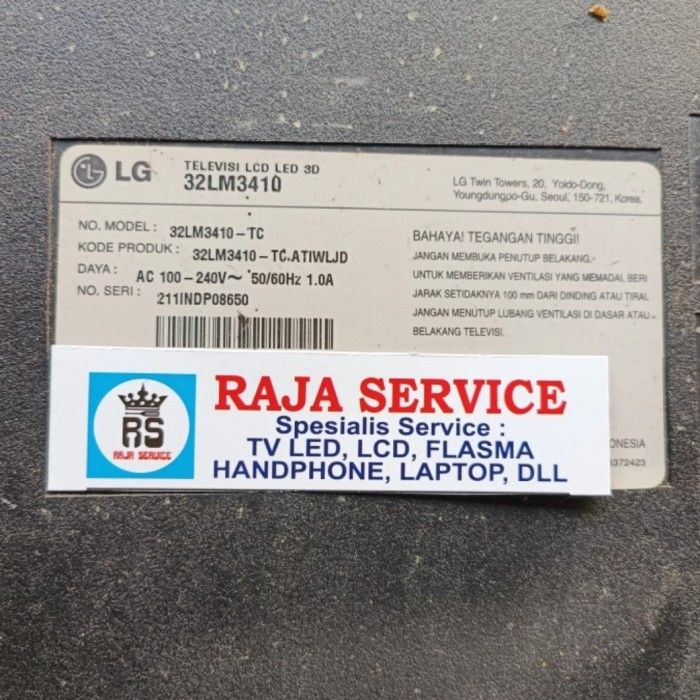 LG
TELEVISI LCD LED 3D
32LM3410
LG Twin Towers, 20, Yoido-Dong,
Youngdungpo-Gu, Seoul, 150-721, Korea.
NO. MODEL : 32LM3410-TC
KODE PRODUK : 32LM3410-TC.ATIWLJD
DAYA : AC 100-240V~ 50/60Hz 1.0A
NO. SERI : 211INDP08650
BAHAYA! TEGANGAN TINGGI!
JANGAN MEMBUKA PENUTUP BELAKANG,
UNTUK MEMBERIKAN VENTILASI YANG MEMADAI, BERI
JARAK SETIDAKNYA 100 mm DARI DINDING ATAU TIRAI.
JANGAN MENUTUP LUBANG VENTILASI DI DASAR ATAU
BELAKANG TELEVISI.
RS
RAJA SERVICE
RAJA SERVICE
Spesialis Service :
TV LED, LCD, FLASMA
HANDPHONE, LAPTOP, DLL
ONESIA
372423